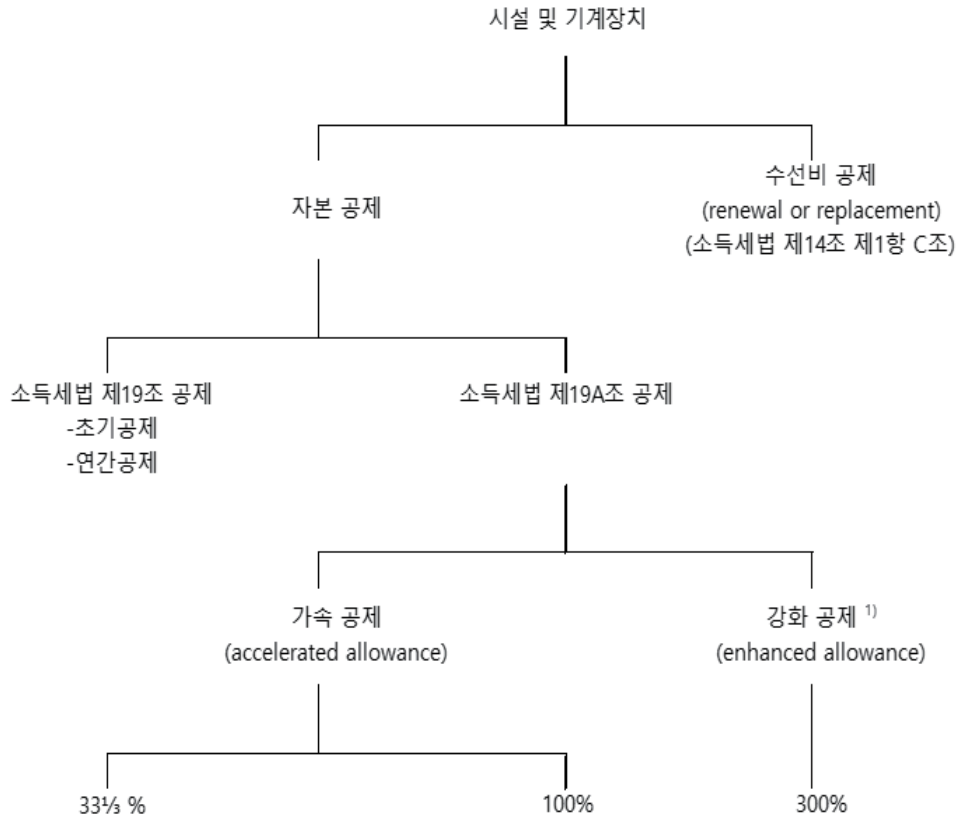 시설 및 기계장치
자본 공제
수선비 공제
(renewal or replacement)
(소득세법 제14조 제1항 C조)
소득세법 제19조 공제
-초기공제
-연간공제
소득세법 제19A조 공제
가속 공제
(accelerated allowance)
강화 공제 1)
(enhanced allowance)
33⅓ %
100%
300%